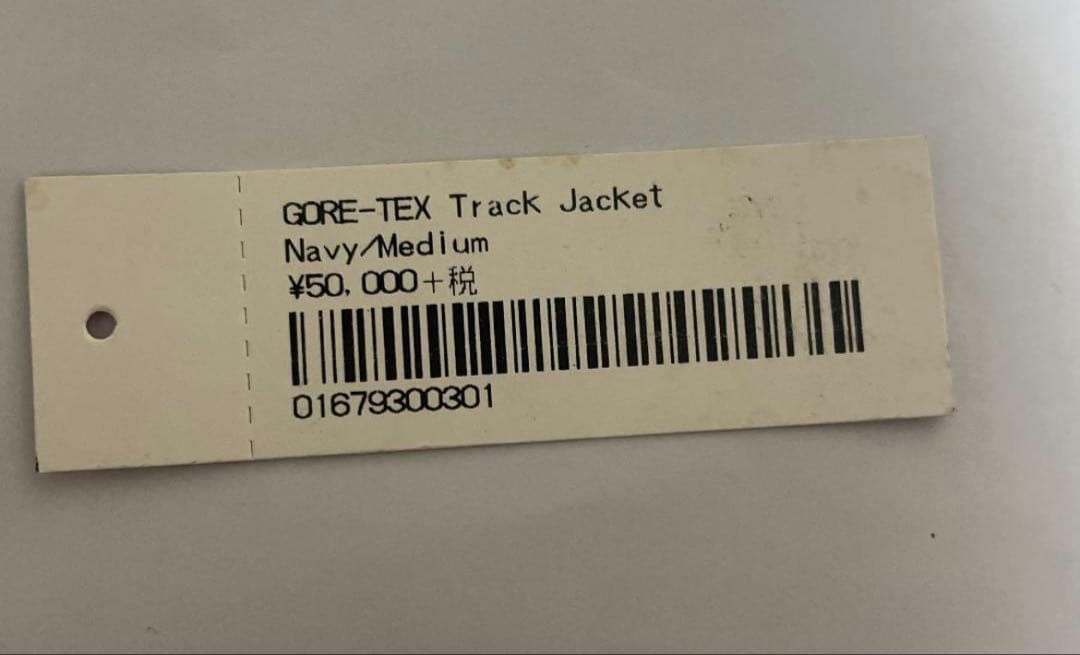 GORE-TEX Track Jacket
Navy/Medium
¥50,000+税
01679300301